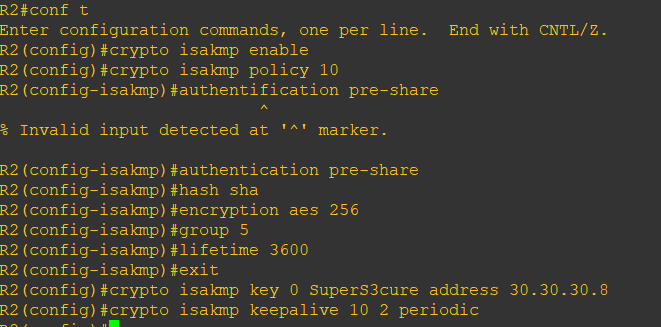 R2#conf t
Enter configuration commands, one per line.  End with CNTL/Z.
R2(config)#crypto isakmp enable
R2(config)#crypto isakmp policy 10
R2(config-isakmp)#authentification pre-share
^
% Invalid input detected at '^' marker.
R2(config-isakmp)#authentication pre-share
R2(config-isakmp)#hash sha
R2(config-isakmp)#encryption aes 256
R2(config-isakmp)#group 5
R2(config-isakmp)#lifetime 3600
R2(config-isakmp)#exit
R2(config)#crypto isakmp key 0 SuperS3cure address 30.30.30.8
R2(config)#crypto isakmp keepalive 10 2 periodic
R2(config)#